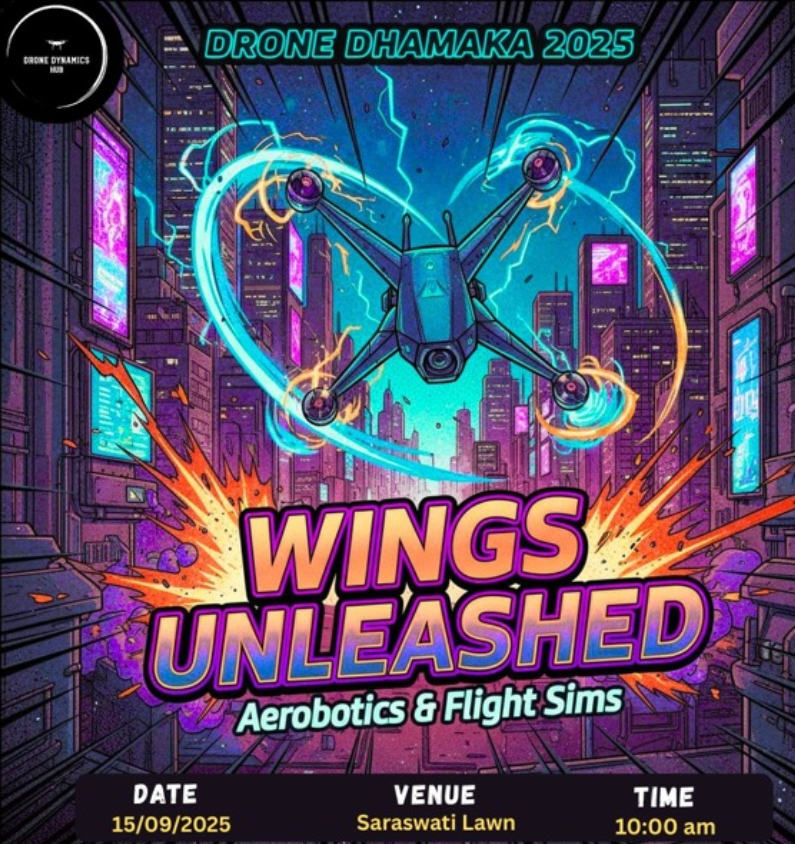 DRONE DYNAMICS
HUB
DRONE DHAMAKA 2025
WINGS
UNLEASHED
Aerobotics & Flight Sims
DATE
15/09/2025
VENUE
Saraswati Lawn
TIME
10:00 am